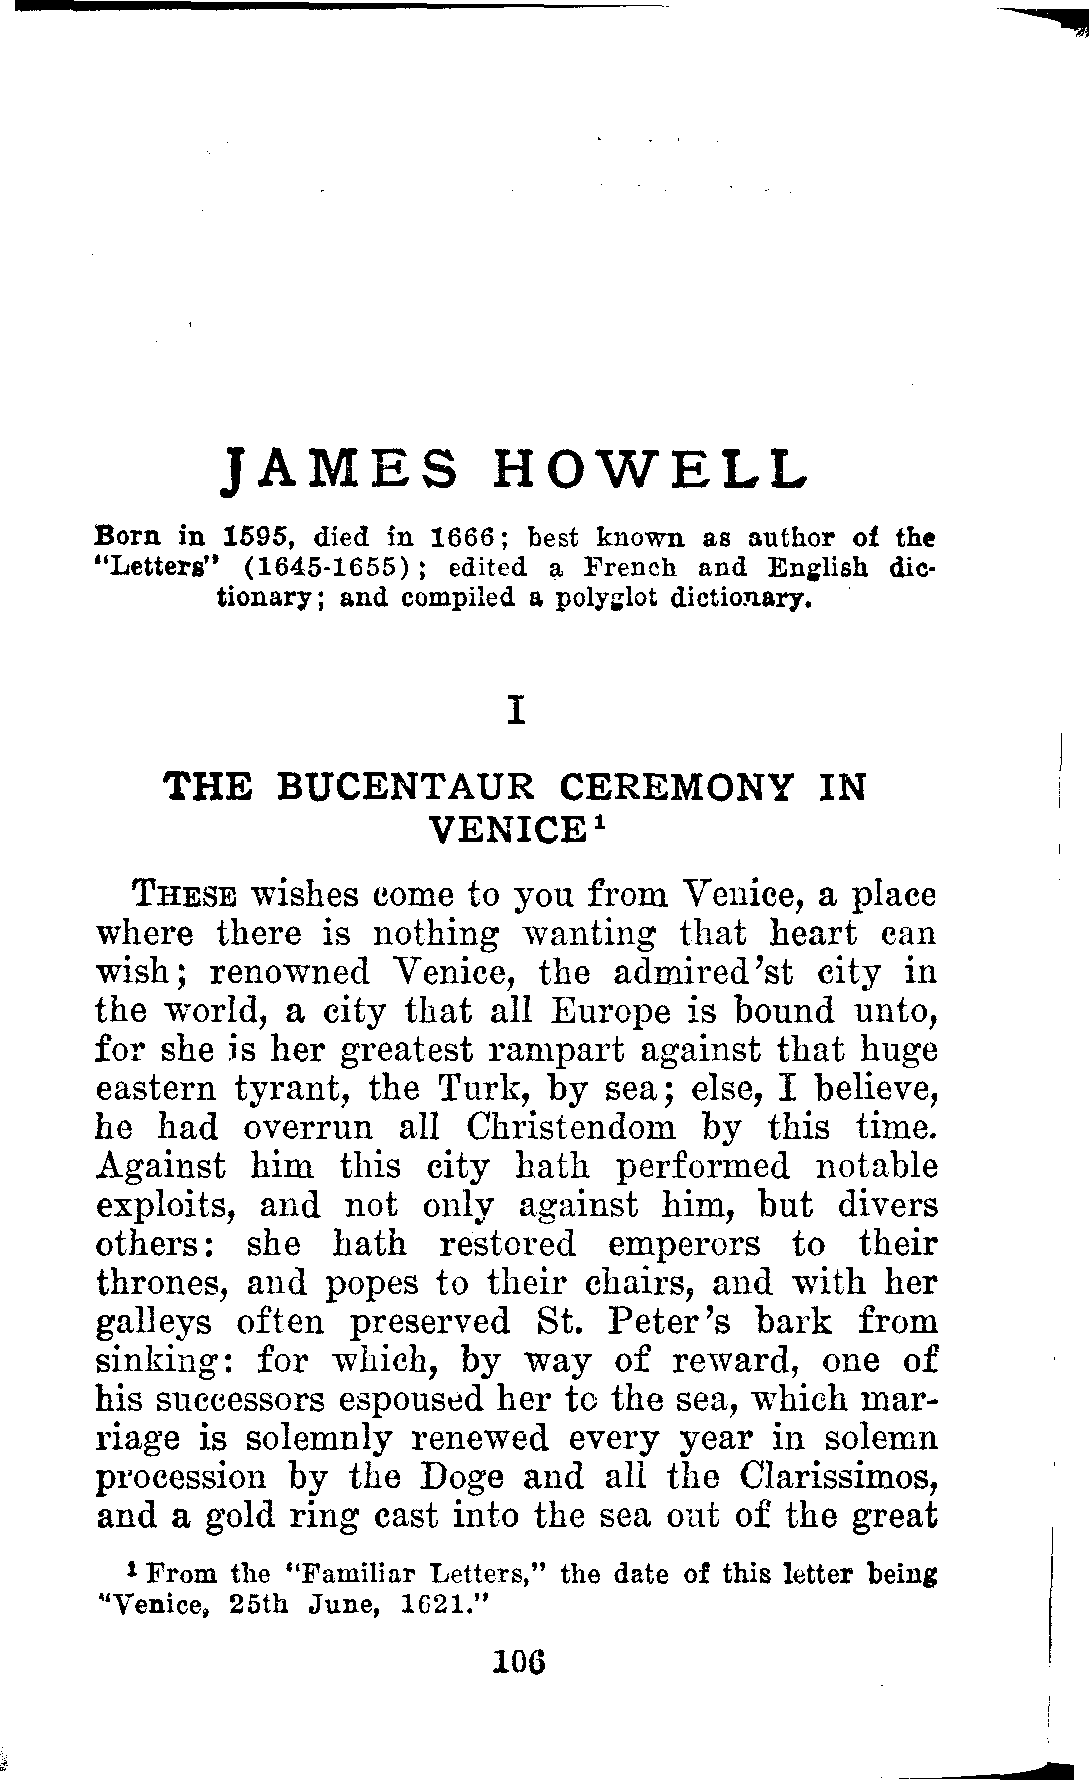 JAMES HOWELL
Born in 1595, died in 1666; best known as author of the
"Letters" (1645-1655); edited a French and English dic-
tionary; and compiled a polyglot dictionary.
I
THE BUCENTAUR CEREMONY IN
VENICE¹
THESE wishes come to you from Venice, a place
where there is nothing wanting that heart can
wish; renowned Venice, the admired'st city in
the world, a city that all Europe is bound unto,
for she is her greatest rampart against that huge
eastern tyrant, the Turk, by sea; else, I believe,
he had overrun all Christendom by this time.
Against him this city hath performed notable
exploits, and not only against him, but divers
others: she hath restored emperors to their
thrones, and popes to their chairs, and with her
galleys often preserved St. Peter's bark from
sinking: for which, by way of reward, one of
his successors espoused her to the sea, which mar-
riage is solemnly renewed every year in solemn
procession by the Doge and all the Clarissimos,
and a gold ring cast into the sea out of the great
¹ From the "Familiar Letters," the date of this letter being
"Venice, 25th June, 1621."
106